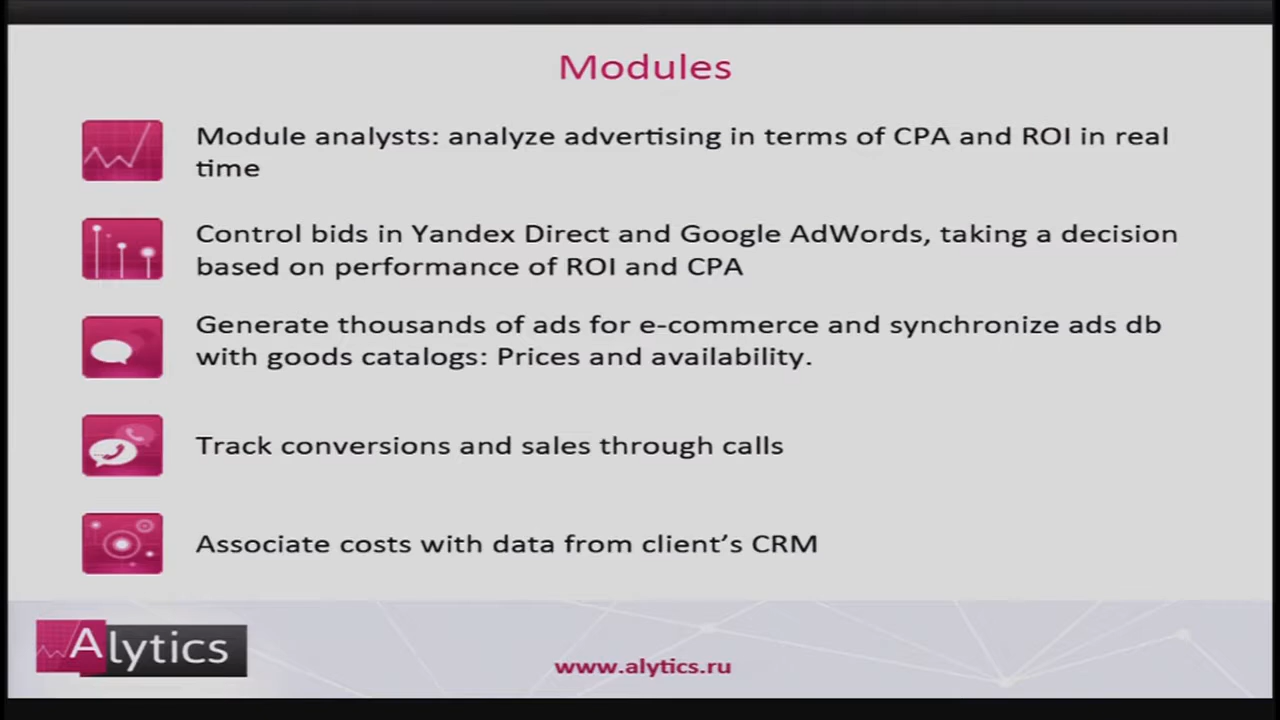 Modules
Module analysts: analyze advertising in terms of CPA and ROI in real
time
Control bids in Yandex Direct and Google AdWords, taking a decision
based on performance of ROI and CPA
Generate thousands of ads for e-commerce and synchronize ads db
with goods catalogs: Prices and availability.
Track conversions and sales through calls
Associate costs with data from client’s CRM
Alytics
www.alytics.ru